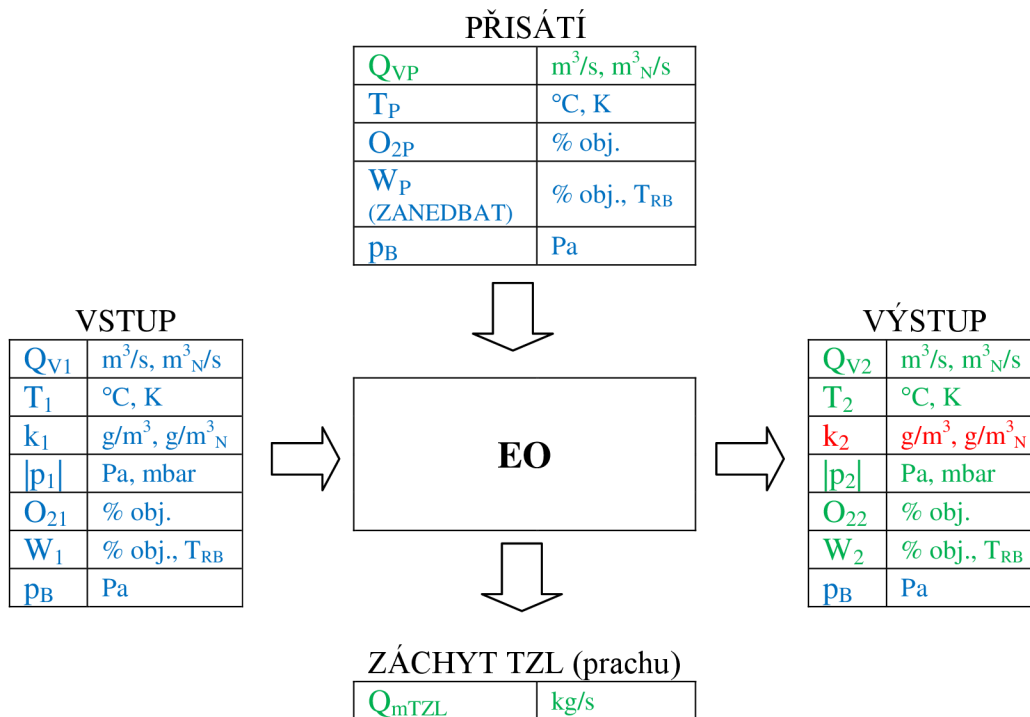 PŘISÁTÍ
Q_VP m³/s, m³_N/s
T_P °C, K
O_2P % obj.
W_P
(ZANEDBAT) % obj., T_RB
p_B Pa
VSTUP
Q_V1 m³/s, m³_N/s
T_1 °C, K
k_1 g/m³, g/m³_N
|p_1| Pa, mbar
O_21 % obj.
W_1 % obj., T_RB
p_B Pa
EO
VÝSTUP
Q_V2 m³/s, m³_N/s
T_2 °C, K
k_2 g/m³, g/m³_N
|p_2| Pa, mbar
O_22 % obj.
W_2 % obj., T_RB
p_B Pa
ZÁCHYT TZL (prachu)
Q_mTZL kg/s